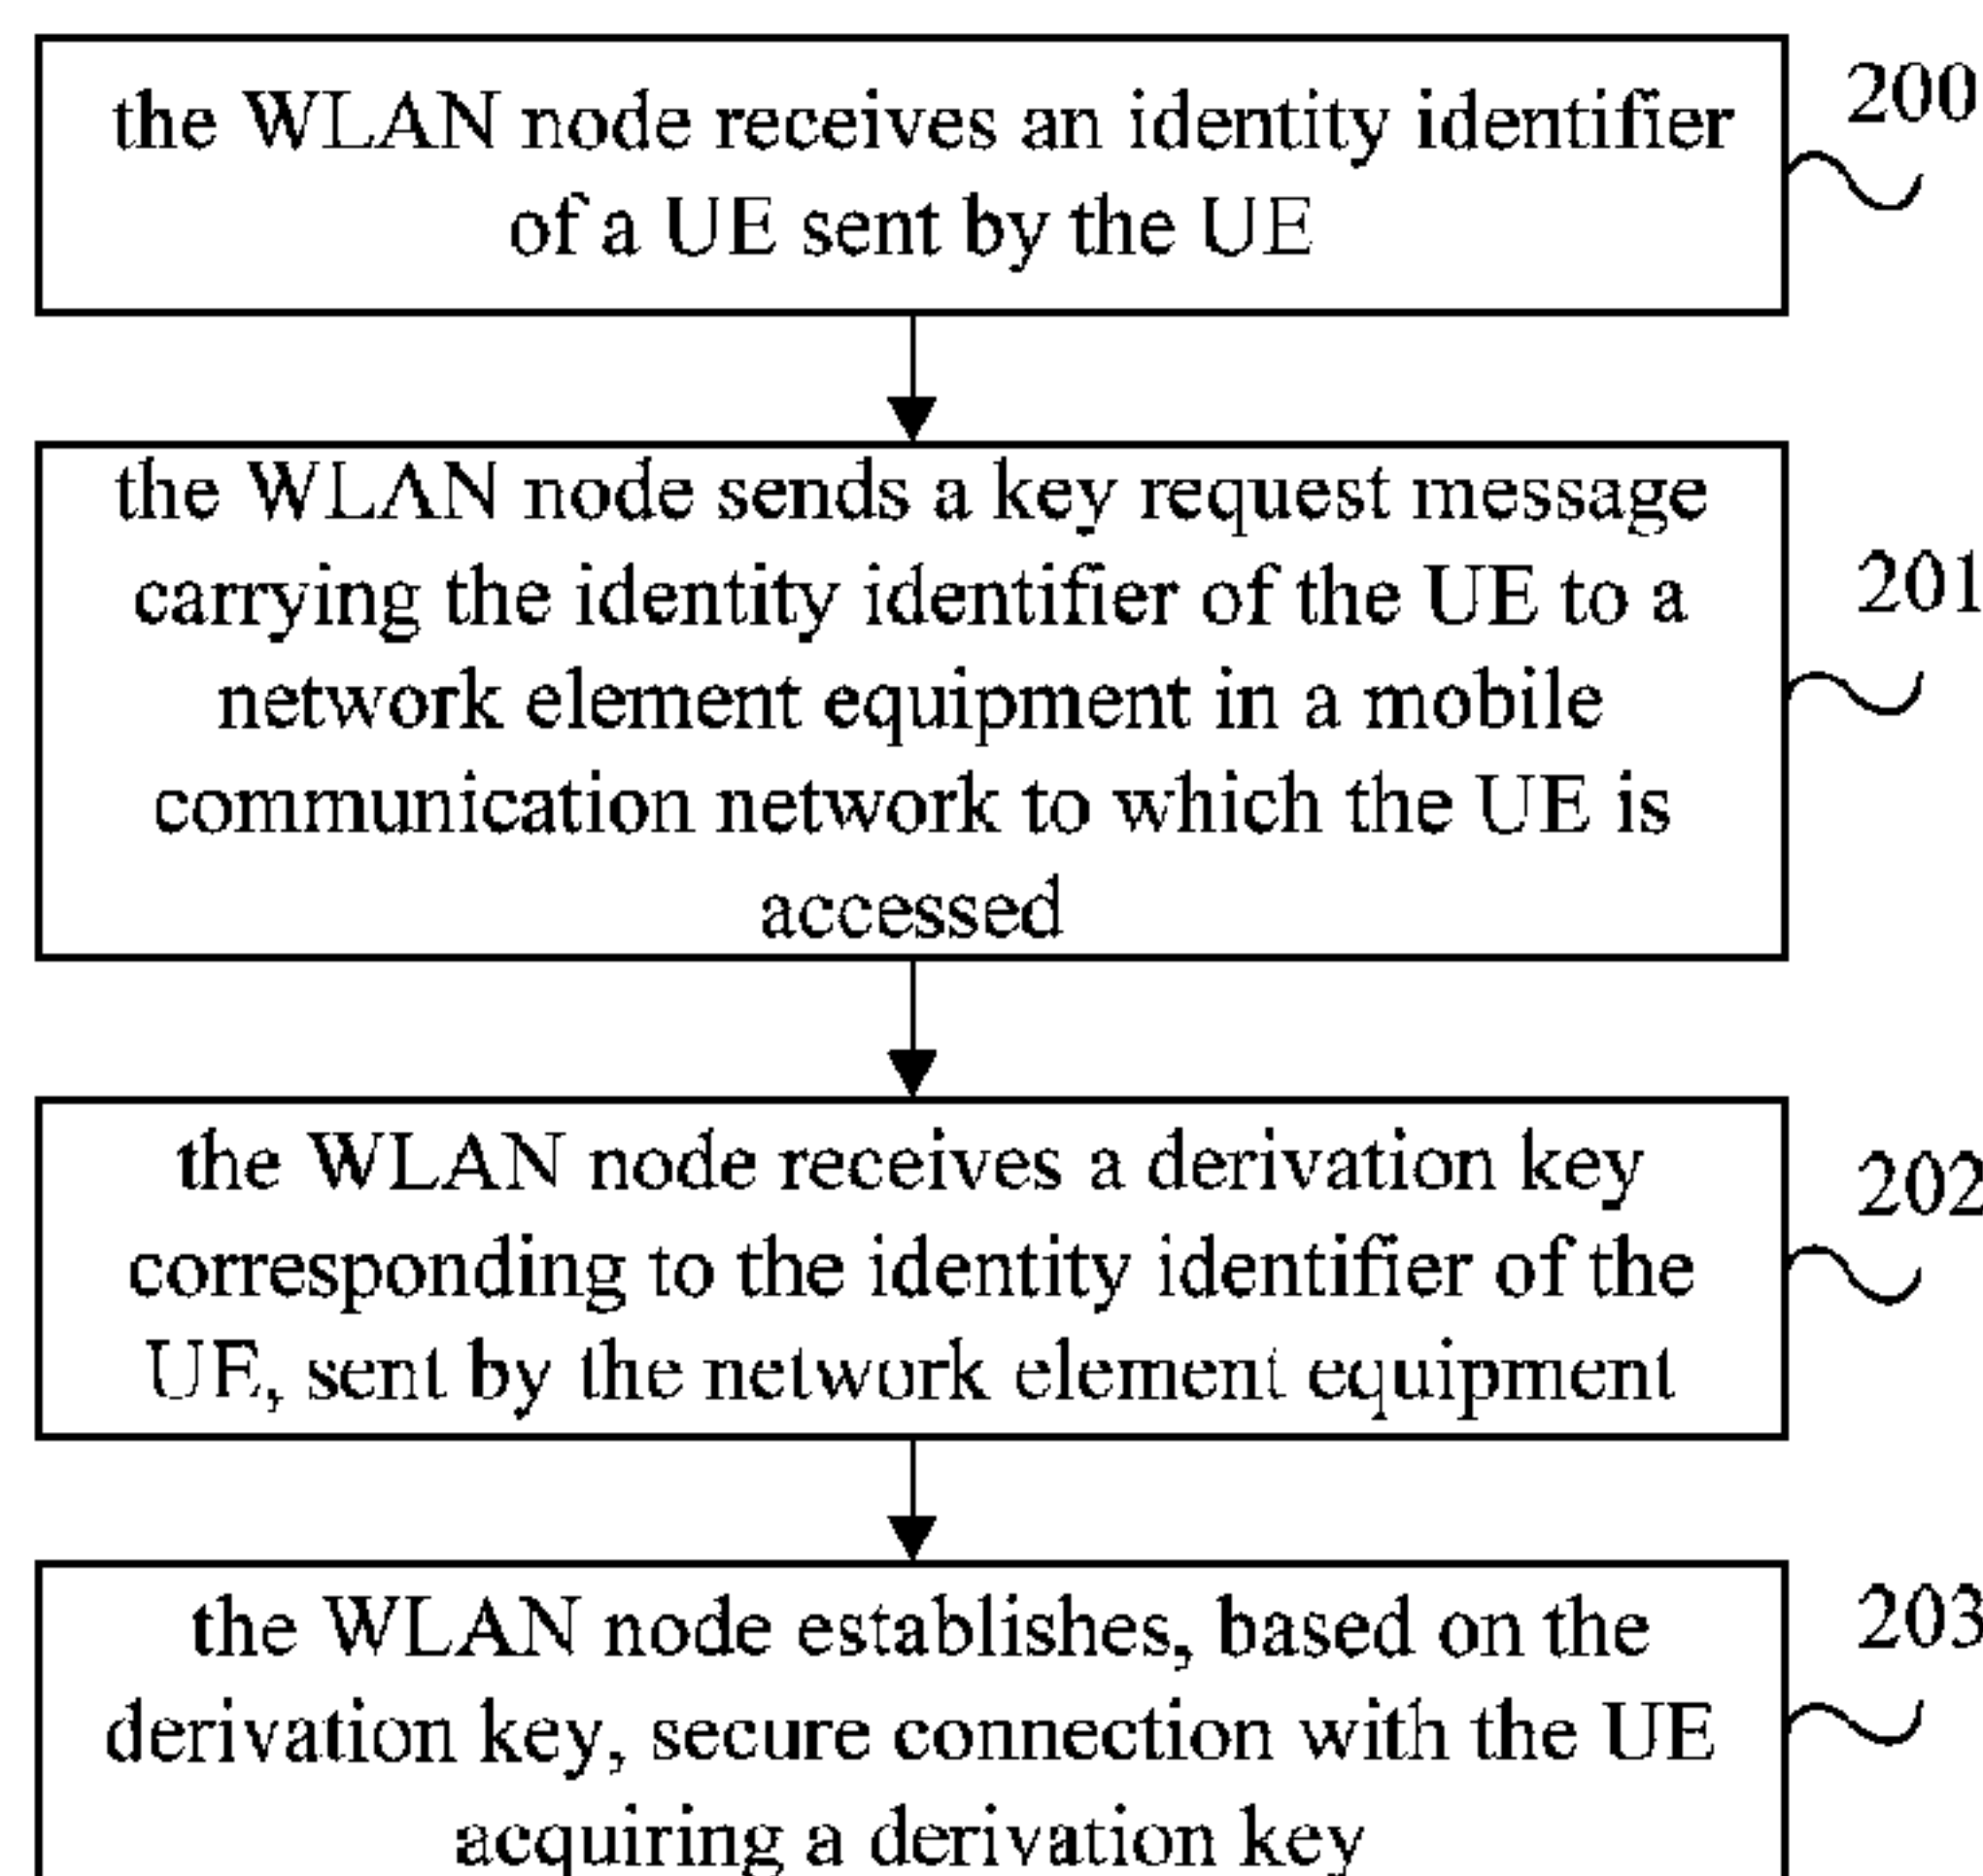 the WLAN node receives an identity identifier
of a UE sent by the UE
200
the WLAN node sends a key request message
carrying the identity identifier of the UE to a
network element equipment in a mobile
communication network to which the UE is
accessed
201
the WLAN node receives a derivation key
corresponding to the identity identifier of the
UE, sent by the network element equipment
202
the WLAN node establishes, based on the
derivation key, secure connection with the UE
acquiring a derivation key
203